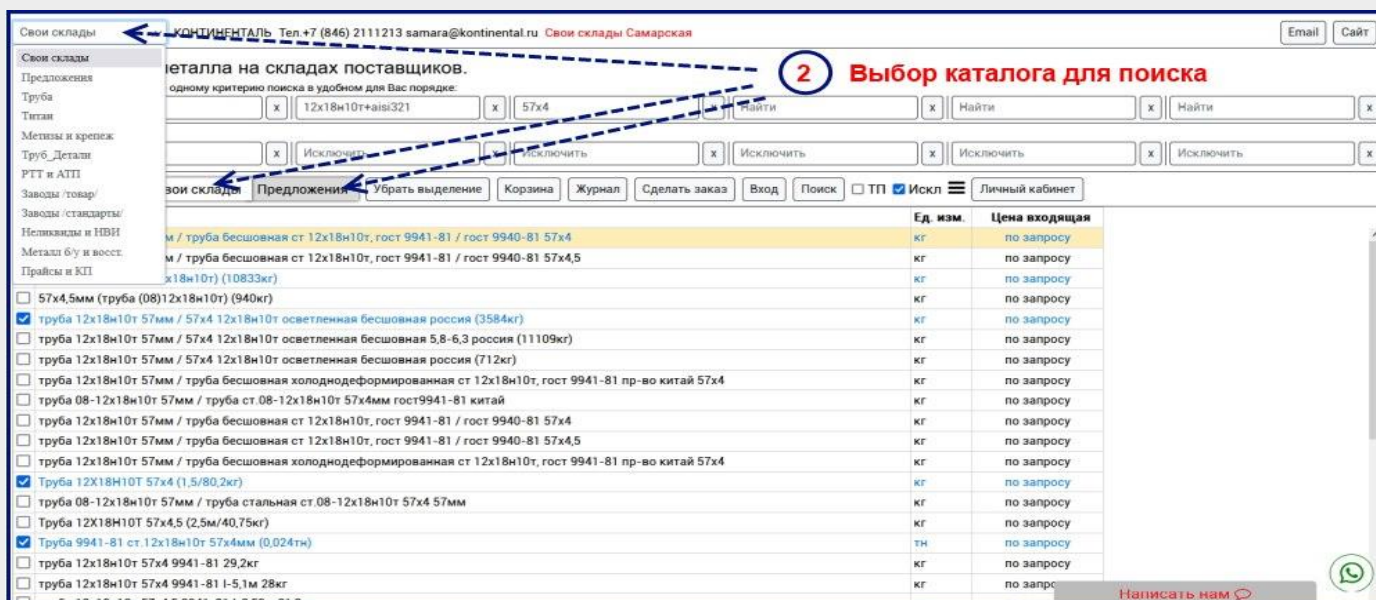 Свои склады КОНТИНЕНТАЛЬ Тел.+7 (846) 2111213 samara@kontinental.ru Свои склады Самарская Email Сайт
Свои склады
Предложения
Труба
Титан
Метизы и крепеж
Труб_Детали
РТТ и АТП
Заводы /товар/
Заводы /стандарты/
Неликвиды и НВИ
Металл б/у и восст.
Прайсы и КП
еталла на складах поставщиков.
2 Выбор каталога для поиска
одному критерию поиска в удобном для Вас порядке:
x 12х18н10т+aisi321 x 57х4 x Найти x Найти x Найти x
x Исключить x Исключить x Исключить x Исключить x Исключить x
вои склады Предложения Убрать выделение Корзина Журнал Сделать заказ Вход Поиск ТП Искл Личный кабинет
Ед. изм. Цена входящая
м / труба бесшовная ст 12х18н10т, гост 9941-81 / гост 9940-81 57х4 кг по запросу
м / труба бесшовная ст 12х18н10т, гост 9941-81 / гост 9940-81 57х4,5 кг по запросу
х18н10т) (10833кг) кг по запросу
57х4,5мм (труба (08)12х18н10т) (940кг) кг по запросу
труба 12х18н10т 57мм / 57х4 12х18н10т осветленная бесшовная россия (3584кг) кг по запросу
труба 12х18н10т 57мм / 57х4 12х18н10т осветленная бесшовная 5,8-6,3 россия (11109кг) кг по запросу
труба 12х18н10т 57мм / 57х4 12х18н10т осветленная бесшовная россия (712кг) кг по запросу
труба 12х18н10т 57мм / труба бесшовная холоднодеформированная ст 12х18н10т, гост 9941-81 пр-во китай 57х4 кг по запросу
труба 08-12х18н10т 57мм / труба ст.08-12х18н10т 57х4мм гост9941-81 китай кг по запросу
труба 12х18н10т 57мм / труба бесшовная ст 12х18н10т, гост 9941-81 / гост 9940-81 57х4 кг по запросу
труба 12х18н10т 57мм / труба бесшовная ст 12х18н10т, гост 9941-81 / гост 9940-81 57х4,5 кг по запросу
труба 12х18н10т 57мм / труба бесшовная холоднодеформированная ст 12х18н10т, гост 9941-81 пр-во китай 57х4 кг по запросу
Труба 12Х18Н10Т 57х4 (1,5/80,2кг) кг по запросу
труба 08-12х18н10т 57мм / труба стальная ст.08-12х18н10т 57х4 57мм кг по запросу
Труба 12Х18Н10Т 57х4,5 (2,5м/40,75кг) кг по запросу
Труба 9941-81 ст.12х18н10т 57х4мм (0,024тн) тн по запросу
труба 12х18н10т 57х4 9941-81 29,2кг кг по запросу
труба 12х18н10т 57х4 9941-81 l-5,1м 28кг кг по запро
Написать нам